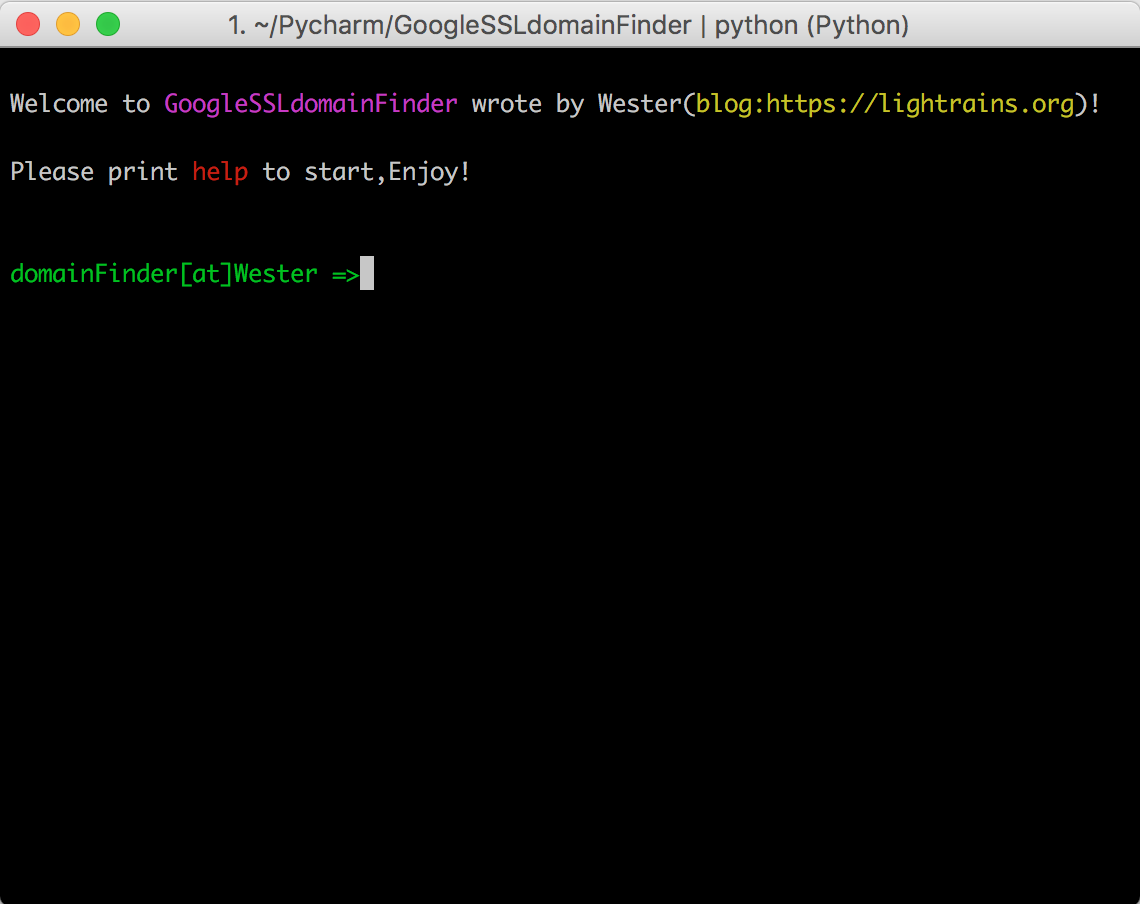 1. ~/Pycharm/GoogleSSLdomainFinder | python (Python)
Welcome to GoogleSSLdomainFinder wrote by Wester(blog:https://lightrains.org)!
Please print help to start,Enjoy!
domainFinder[at]Wester =>